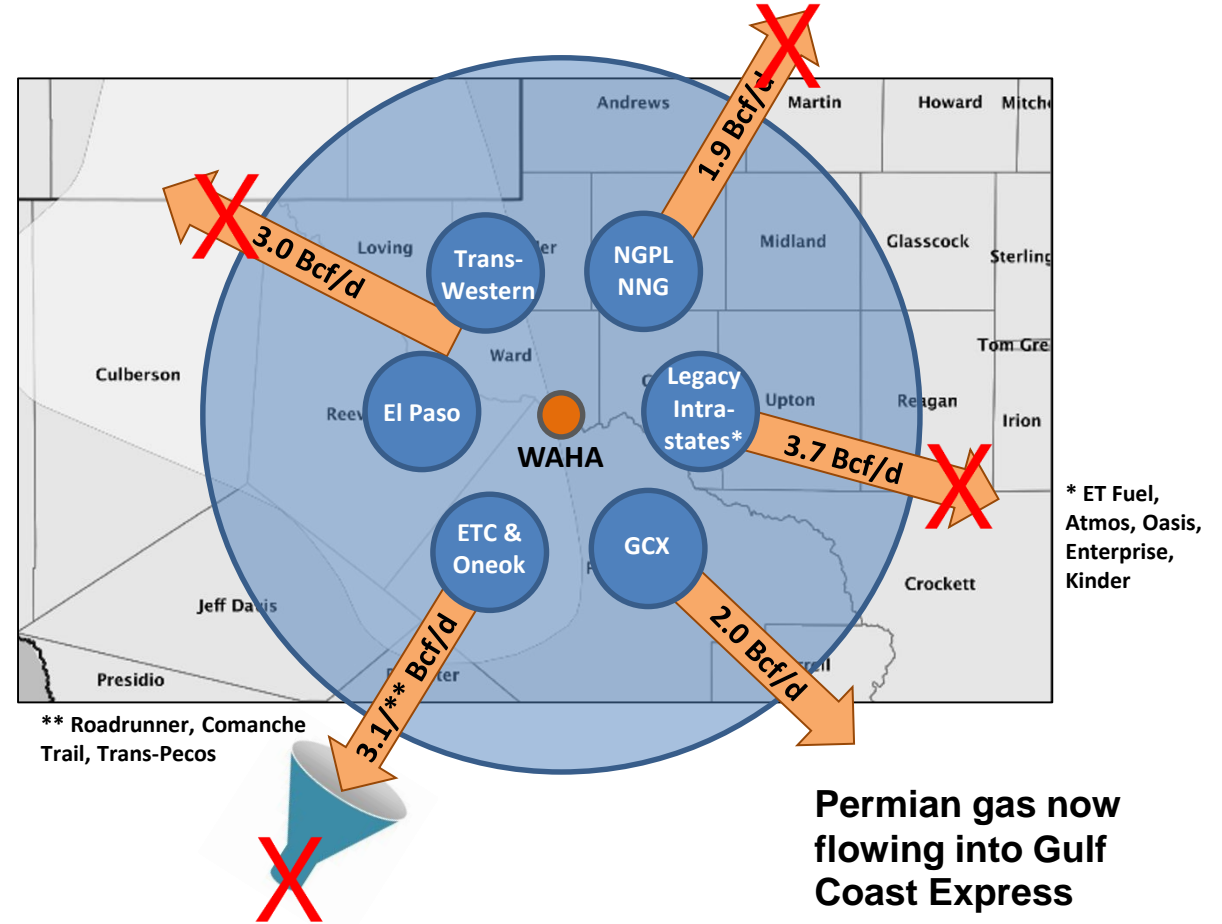 1.9 Bcf/d
Andrews
Martin
Howard
3.0 Bcf/d
Loving
Trans-
Western
NGPL
NNG
Midland
Glasscock
Sterling
Ward
Culberson
El Paso
WAHA
Legacy
Intra-
states*
Upton
Reagan
Tom Gre
Irion
3.7 Bcf/d
* ET Fuel,
Atmos, Oasis,
Enterprise,
Kinder
ETC &
Oneok
GCX
Crockett
Jeff Davis
Presidio
3.1/** Bcf/d
2.0 Bcf/d
** Roadrunner, Comanche
Trail, Trans-Pecos
Permian gas now
flowing into Gulf
Coast Express